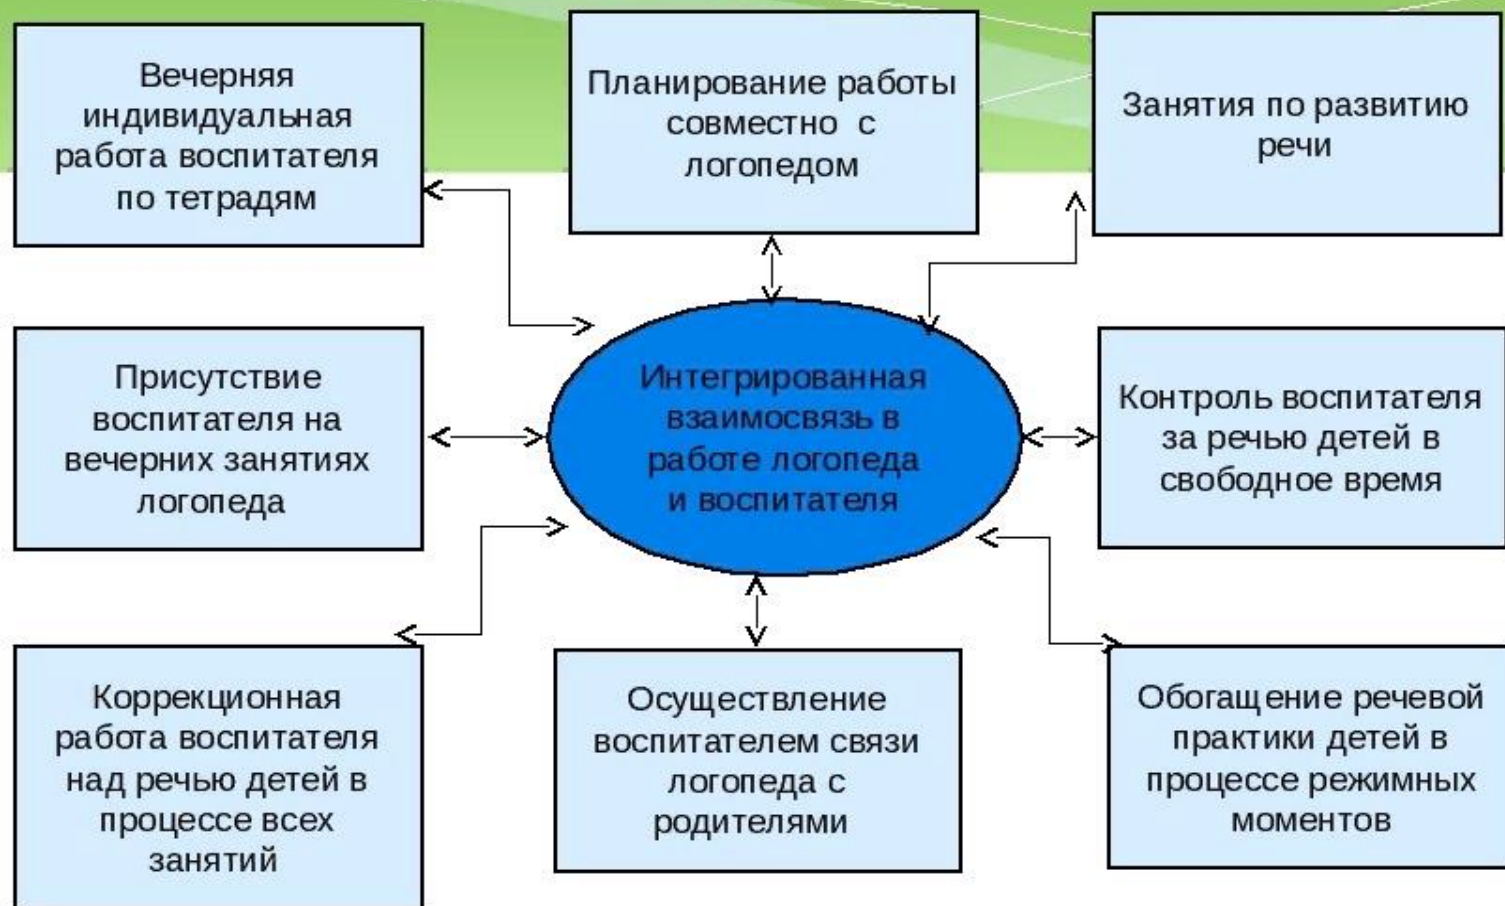 Вечерняя
индивидуальная
работа воспитателя
по тетрадям
Планирование работы
совместно с
логопедом
Занятия по развитию
речи
Присутствие
воспитателя на
вечерних занятиях
логопеда
Интегрированная
взаимосвязь в
работе логопеда
и воспитателя
Контроль воспитателя
за речью детей в
свободное время
Коррекционная
работа воспитателя
над речью детей в
процессе всех
занятий
Осуществление
воспитателем связи
логопеда с
родителями
Обогащение речевой
практики детей в
процессе режимных
моментов